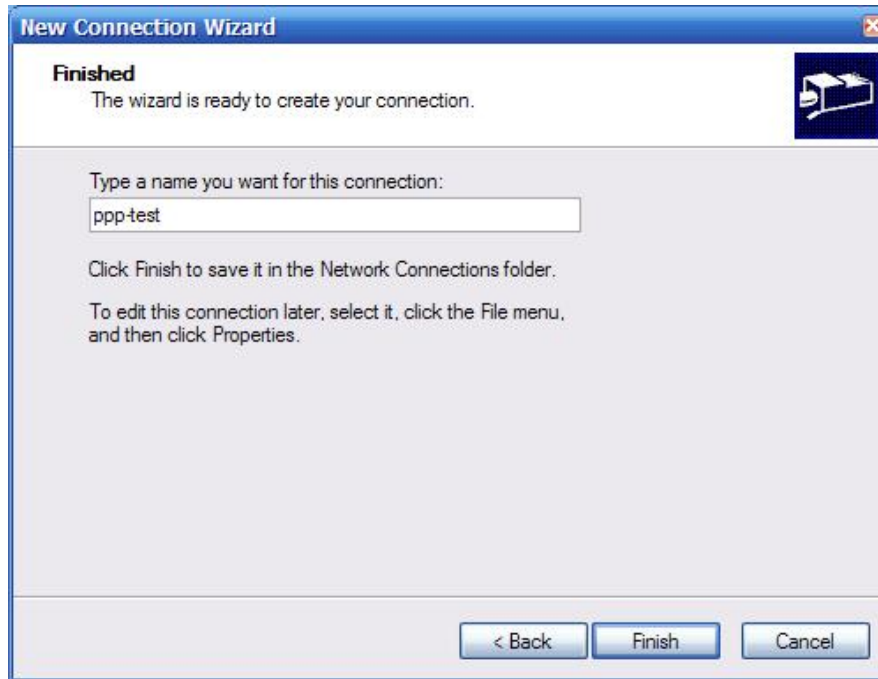 New Connection Wizard
Finished
The wizard is ready to create your connection.
Type a name you want for this connection:
ppp-test
Click Finish to save it in the Network Connections folder.
To edit this connection later, select it, click the File menu,
and then click Properties.
< Back
Finish
Cancel